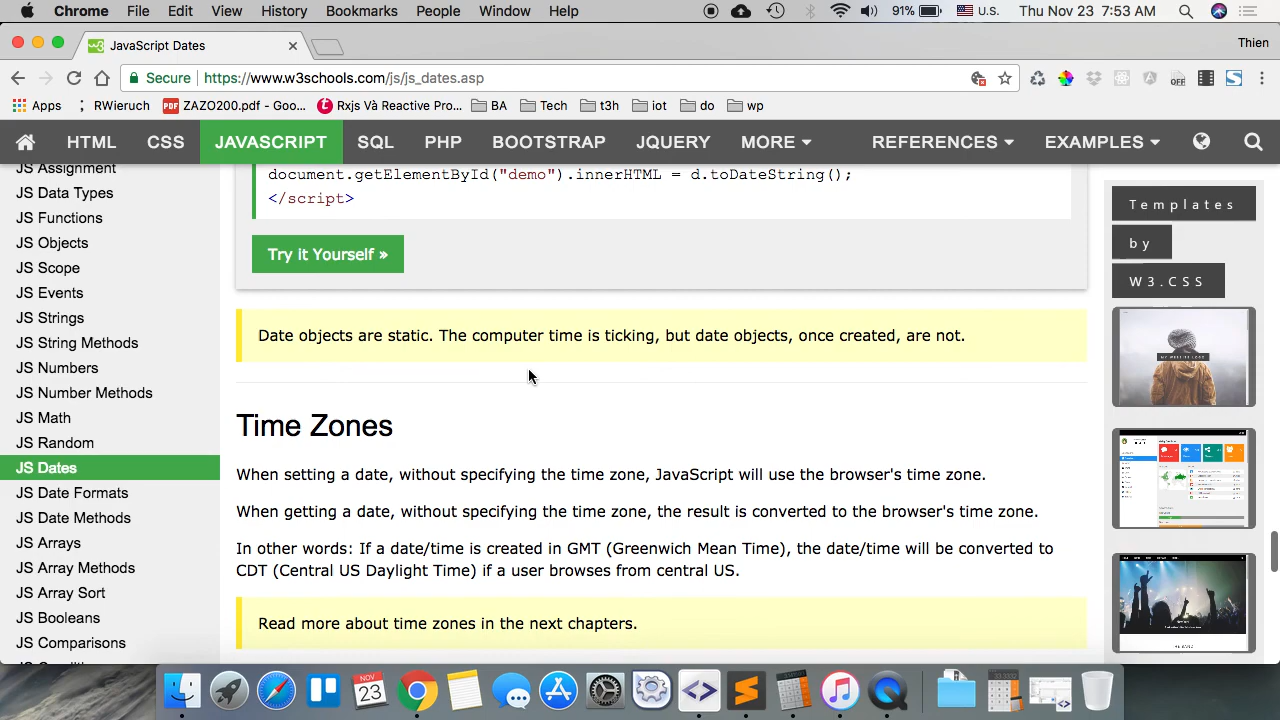 Chrome File Edit View History Bookmarks People Window Help 91% U.S. Thu Nov 23 7:53 AM
JavaScript Dates Thien
Secure https://www.w3schools.com/js/js_dates.asp
Apps RWieruch ZAZO200.pdf - Goo... Rxjs Và Reactive Pro... BA Tech t3h iot do wp
HTML CSS JAVASCRIPT SQL PHP BOOTSTRAP JQUERY MORE REFERENCES EXAMPLES
JS Assignment
JS Data Types
JS Functions
JS Objects
JS Scope
JS Events
JS Strings
JS String Methods
JS Numbers
JS Number Methods
JS Math
JS Random
JS Dates
JS Date Formats
JS Date Methods
JS Arrays
JS Array Methods
JS Array Sort
JS Booleans
JS Comparisons
document.getElementById("demo").innerHTML = d.toDateString();
</script>
Try it Yourself »
Date objects are static. The computer time is ticking, but date objects, once created, are not.
Time Zones
When setting a date, without specifying the time zone, JavaScript will use the browser's time zone.
When getting a date, without specifying the time zone, the result is converted to the browser's time zone.
In other words: If a date/time is created in GMT (Greenwich Mean Time), the date/time will be converted to
CDT (Central US Daylight Time) if a user browses from central US.
Read more about time zones in the next chapters.
Templates
by
W3.CSS
MY WEBSITE LOGO
THE BAND
NOV
23